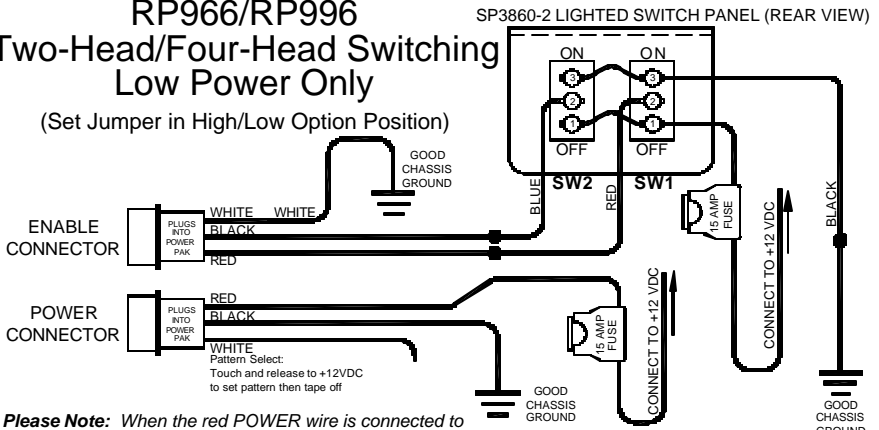 RP966/RP996
Two-Head/Four-Head Switching
Low Power Only
(Set Jumper in High/Low Option Position)
SP3860-2 LIGHTED SWITCH PANEL (REAR VIEW)
ON
ON
3
3
2
2
1
1
OFF
OFF
SW2
SW1
GOOD
CHASSIS
GROUND
BLUE
RED
15 AMP
FUSE
CONNECT TO +12 VDC
BLACK
ENABLE
CONNECTOR
PLUGS
INTO
POWER
PAK
WHITE
WHITE
BLACK
RED
POWER
CONNECTOR
PLUGS
INTO
POWER
PAK
RED
BLACK
WHITE
Pattern Select:
Touch and release to +12VDC
to set pattern then tape off
15 AMP
FUSE
CONNECT TO +12 VDC
GOOD
CHASSIS
GROUND
GOOD
CHASSIS
GROUND
Please Note: When the red POWER wire is connected to